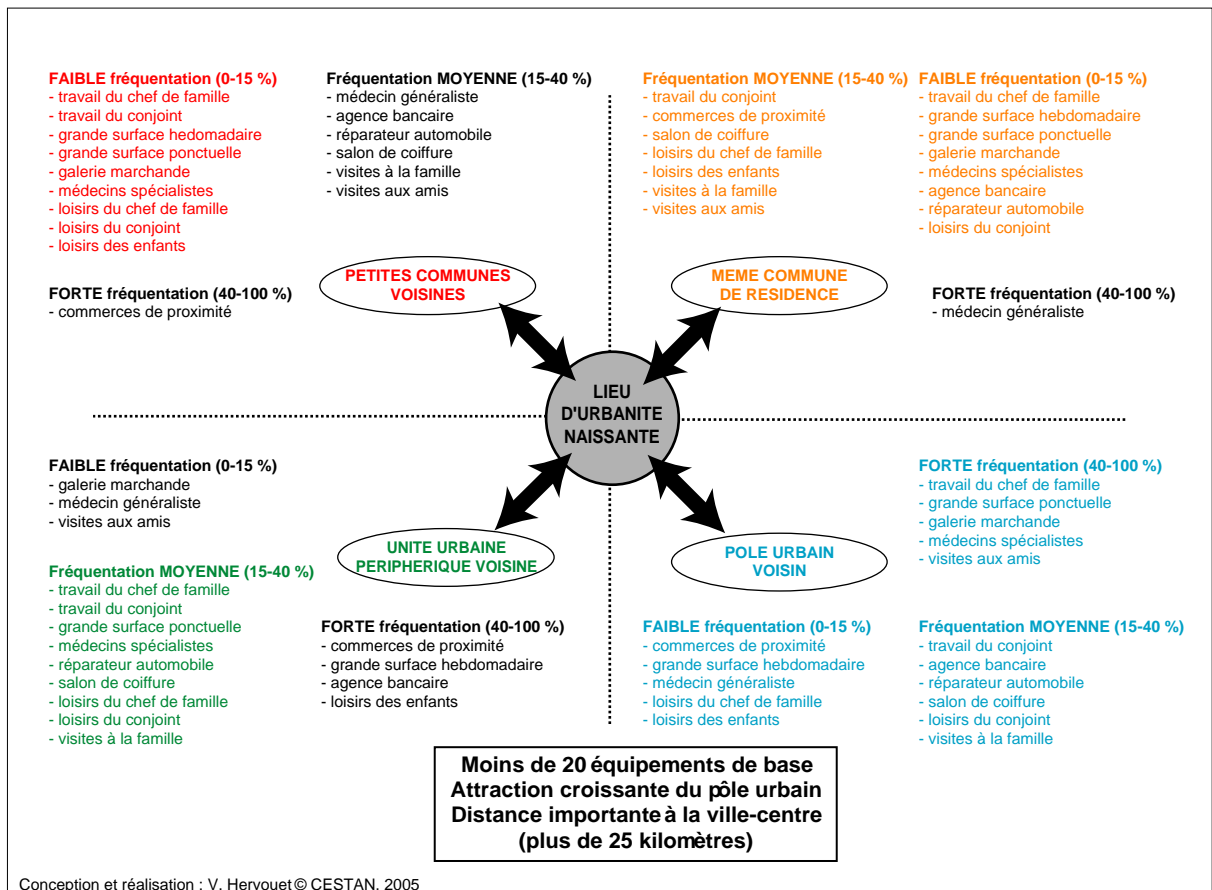 FAIBLE fréquentation (0-15 %)
- travail du chef de famille
- travail du conjoint
- grande surface hedomadaire
- grande surface ponctuelle
- galerie marchande
- médecins spécialistes
- loisirs du chef de famille
- loisirs du conjoint
- loisirs des enfants
Fréquentation MOYENNE (15-40 %)
- médecin généraliste
- agence bancaire
- réparateur automobile
- salon de coiffure
- visites à la famille
- visites aux amis
FORTE fréquentation (40-100 %)
- commerces de proximité
PETITES COMMUNES
VOISINES
Fréquentation MOYENNE (15-40 %)
- travail du conjoint
- commerces de proximité
- salon de coiffure
- loisirs du chef de famille
- loisirs des enfants
- visites à la famille
- visites aux amis
FAIBLE fréquentation (0-15 %)
- travail du chef de famille
- grande surface hebdomadaire
- grande surface ponctuelle
- galerie marchande
- médecins spécialistes
- agence bancaire
- réparateur automobile
- loisirs du conjoint
MEME COMMUNE
DE RESIDENCE
FORTE fréquentation (40-100 %)
- médecin généraliste
LIEU
D'URBANITE
NAISSANTE
FAIBLE fréquentation (0-15 %)
- galerie marchande
- médecin généraliste
- visites aux amis
UNITE URBAINE
PERIPHERIQUE VOISINE
Fréquentation MOYENNE (15-40 %)
- travail du chef de famille
- travail du conjoint
- grande surface ponctuelle
- médecins spécialistes
- réparateur automobile
- salon de coiffure
- loisirs du chef de famille
- loisirs du conjoint
- visites à la famille
FORTE fréquentation (40-100 %)
- commerces de proximité
- grande surface hebdomadaire
- agence bancaire
- loisirs des enfants
FORTE fréquentation (40-100 %)
- travail du chef de famille
- grande surface ponctuelle
- galerie marchande
- médecins spécialistes
- visites aux amis
POLE URBAIN
VOISIN
FAIBLE fréquentation (0-15 %)
- commerces de proximité
- grande surface hebdomadaire
- médecin généraliste
- loisirs du chef de famille
- loisirs des enfants
Fréquentation MOYENNE (15-40 %)
- travail du conjoint
- agence bancaire
- réparateur automobile
- salon de coiffure
- loisirs du conjoint
- visites à la famille
Moins de 20 équipements de base
Attraction croissante du pôle urbain
Distance importante à la ville-centre
(plus de 25 kilomètres)
Conception et réalisation : V. Hervouet © CESTAN, 2005